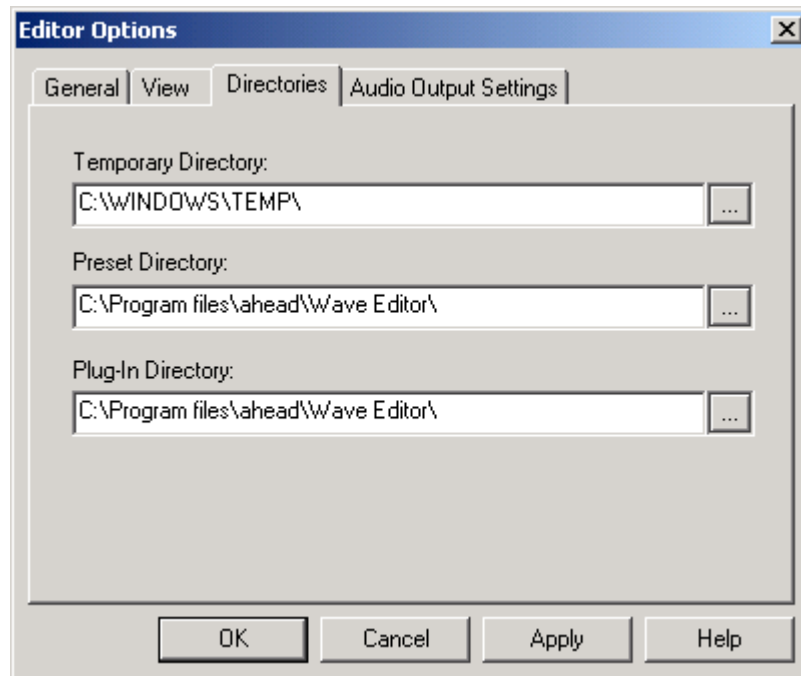 Editor Options
General View Directories Audio Output Settings
Temporary Directory:
C:\WINDOWS\TEMP\
...
Preset Directory:
C:\Program files\ahead\Wave Editor\
...
Plug-In Directory:
C:\Program files\ahead\Wave Editor\
...
OK Cancel Apply Help